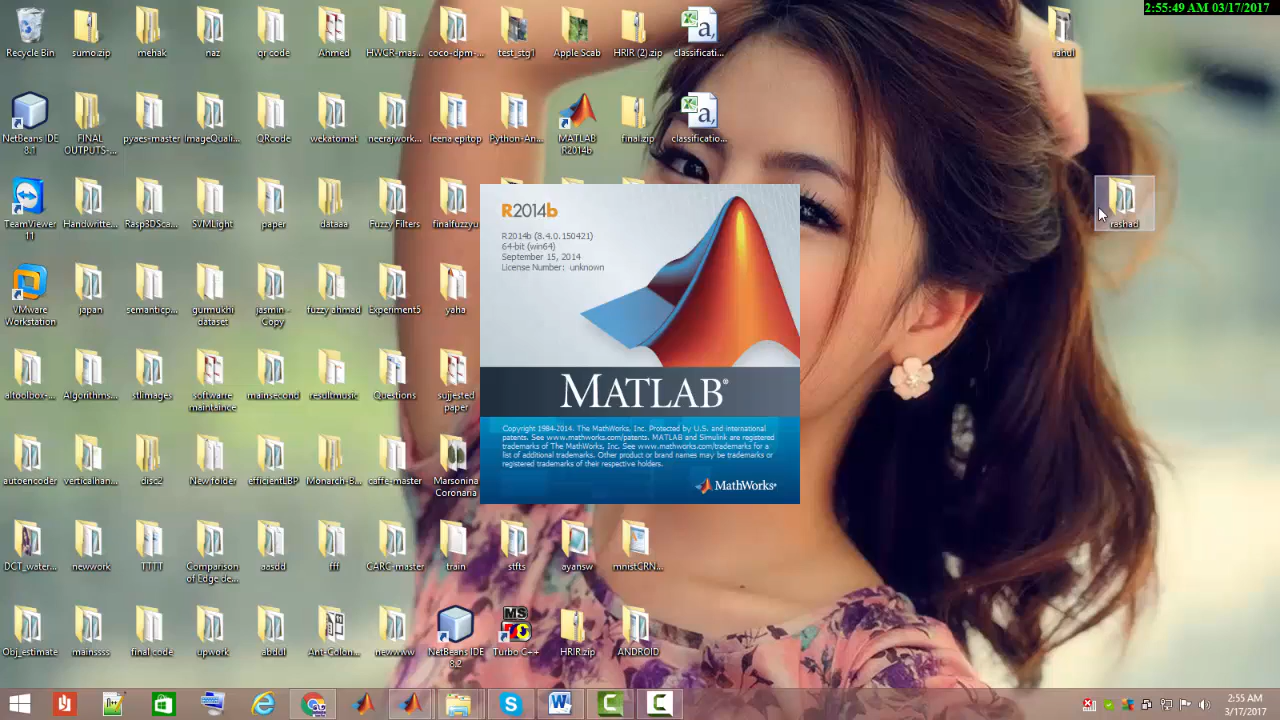 2:55:49 AM 03/17/2017
Recycle Bin
sumo.zip
mehak
naz
qr code
Ahmed
HWCR-mas...
coco-dpm-...
test_stg1
Apple Scab
HRIR (2).zip
classificati...
rahul
NetBeans IDE
8.1
FINAL
OUTPUTS-...
pyaes-master
ImageQuali...
QRcode
wekatomat
neerajwork...
leena epitop
Python-An...
MATLAB
R2014b
final.zip
classificatio...
TeamViewer
11
Handwritte...
Rasp3DSca...
SVMLight
paper
dataaa
Fuzzy Filters
finalfuzzyu
rashad
VMware
Workstation
japan
semanticp...
gurmukhi
dataset
jasmin -
Copy
fuzzy ahmad
Experiment5
yaha
altoolbox-...
Algorithms...
stlimages
software
maintaince
mainsecond
resultmusic
Questions
sujjested
paper
autoencoder
verticalhan...
disc2
New folder
efficientLBP
Monarch-B...
caffe-master
Marsonina
Coronaria
DCT_water...
newwork
TTTT
Comparison
of Edge de...
aasdd
fff
CARC-master
train
stfts
ayansw
mnistCRN...
Obj_estimate
mainssss
final code
upwork
abdul
Ant-Colon...
newwww
NetBeans IDE
8.2
Turbo C++
HRIR.zip
ANDROID
R2014b
R2014b (8.4.0.150421)
64-bit (win64)
September 15, 2014
License Number: unknown
MATLAB®
Copyright 1984-2014, The MathWorks, Inc. Protected by U.S. and international
patents. See www.mathworks.com/patents. MATLAB and Simulink are registered
trademarks of The MathWorks, Inc. See www.mathworks.com/trademarks for a
list of additional trademarks. Other product or brand names may be trademarks or
registered trademarks of their respective holders.
MathWorks®
2:55 AM
3/17/2017